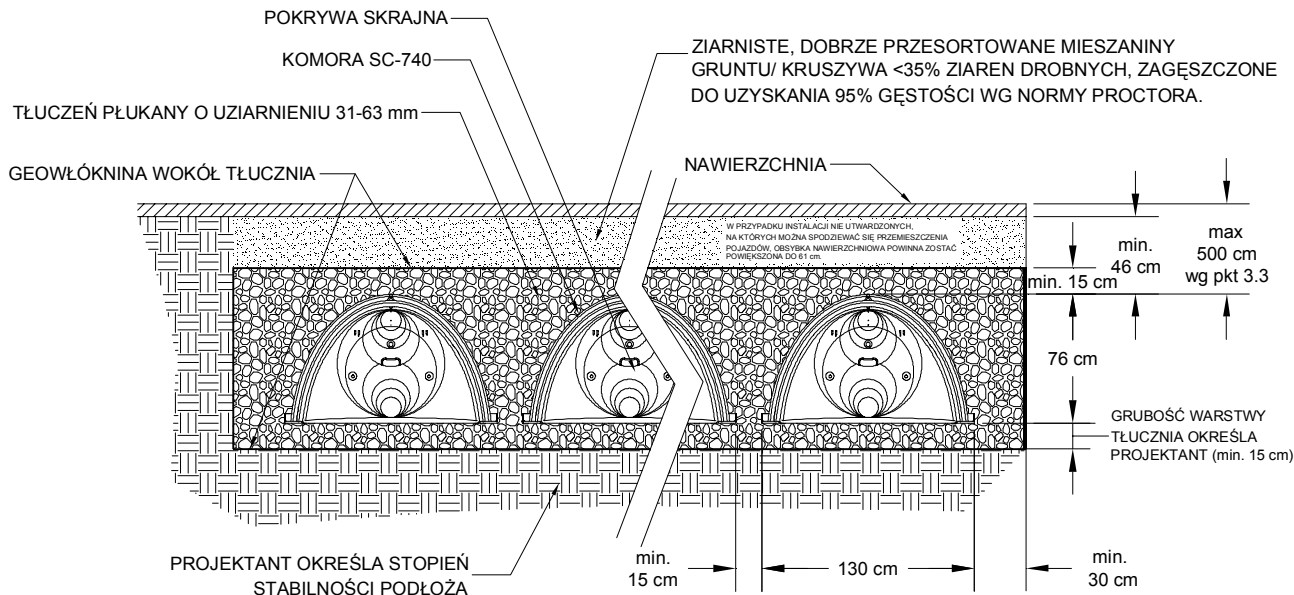 POKRYWA SKRAJNA
KOMORA SC-740
TŁUCZEŃ PŁUKANY O UZIARNIENIU 31-63 mm
GEOWŁÓKNINA WOKÓŁ TŁUCZNIA
ZIARNISTE, DOBRZE PRZESORTOWANE MIESZANINY
GRUNTU/ KRUSZYWA <35% ZIAREN DROBNYCH, ZAGĘSZCZONE
DO UZYSKANIA 95% GĘSTOŚCI WG NORMY PROCTORA.
NAWIERZCHNIA
W PRZYPADKU INSTALACJI NIE UTWARDZONYCH,
NA KTÓRYCH MOŻNA SPODZIEWAĆ SIĘ PRZEMIESZCZENIA
POJAZDÓW, OBSYBKA NAWIERZCHNIOWA POWINNA ZOSTAĆ
POWIĘKSZONA DO 61 cm.
min. 15 cm
min.
46 cm
max
500 cm
wg pkt 3.3
76 cm
GRUBOŚĆ WARSTWY
TŁUCZNIA OKREŚLA
PROJEKTANT (min. 15 cm)
PROJEKTANT OKREŚLA STOPIEŃ
STABILNOŚCI PODŁOŻA
min.
15 cm
130 cm
min.
30 cm